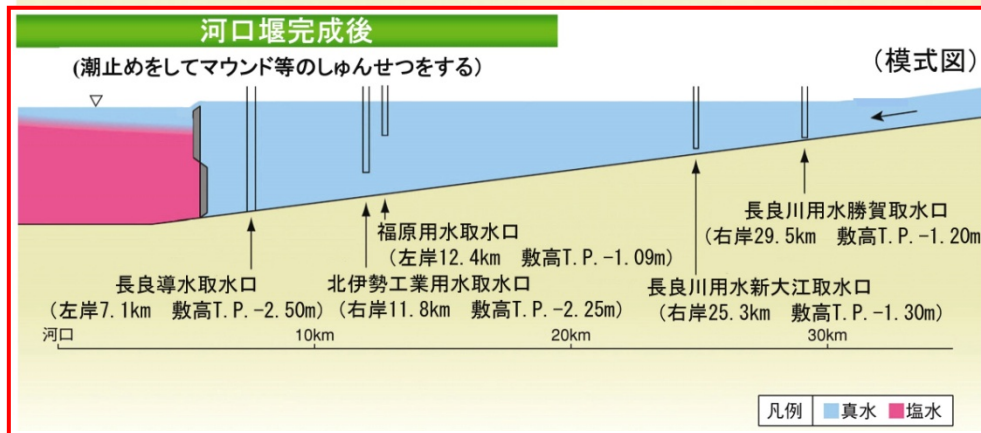 河口堰完成後
(潮止めをしてマウンド等のしゅんせつをする)
(模式図)
▽
長良川用水勝賀取水口
(右岸29.5km 敷高T.P.-1.20m
福原用水取水口
(左岸12.4km 敷高T.P.-1.09m)
長良導水取水口
(左岸7.1km 敷高T.P.-2.50m)
北伊勢工業用水取水口
(右岸11.8km 敷高T.P.-2.25m)
長良川用水新大江取水口
(右岸25.3km 敷高T.P.-1.30m)
河口 10km 20km 30km
凡例 真水 塩水